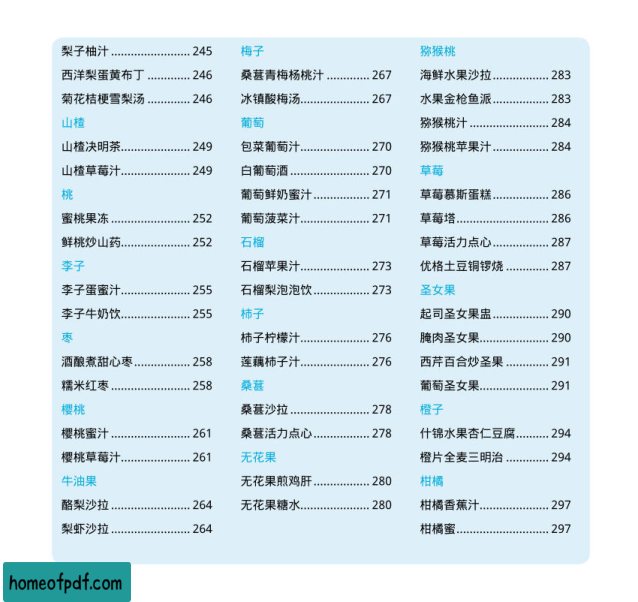 梨子柚汁 ........................ 245
西洋梨蛋黄布丁 ............. 246
菊花桔梗雪梨汤 ............. 246
山楂
山楂决明茶..................... 249
山楂草莓汁..................... 249
桃
蜜桃果冻 ........................ 252
鲜桃炒山药..................... 252
李子
李子蛋蜜汁..................... 255
李子牛奶饮..................... 255
枣
酒酿煮甜心枣................. 258
糯米红枣 ........................ 258
樱桃
樱桃蜜汁 ........................ 261
樱桃草莓汁..................... 261
牛油果
酪梨沙拉 ........................ 264
梨虾沙拉 ........................ 264
梅子
桑葚青梅杨桃汁 ............. 267
冰镇酸梅汤..................... 267
葡萄
包菜葡萄汁..................... 270
白葡萄酒 ........................ 270
葡萄鲜奶蜜汁................. 271
葡萄菠菜汁..................... 271
石榴
石榴苹果汁..................... 273
石榴梨泡泡饮................. 273
柿子
柿子柠檬汁..................... 276
莲藕柿子汁..................... 276
桑葚
桑葚沙拉 ........................ 278
桑葚活力点心................. 278
无花果
无花果煎鸡肝................. 280
无花果糖水..................... 280
猕猴桃
海鲜水果沙拉................. 283
水果金枪鱼派................. 283
猕猴桃汁 ........................ 284
猕猴桃苹果汁................. 284
草莓
草莓慕斯蛋糕................. 286
草莓塔............................ 286
草莓活力点心................. 287
优格土豆铜锣烧 ............. 287
圣女果
起司圣女果盅................. 290
腌肉圣女果..................... 290
西芹百合炒圣果 ............. 291
葡萄圣女果..................... 291
橙子
什锦水果杏仁豆腐.......... 294
橙片全麦三明治 ............. 294
柑橘
柑橘香蕉汁..................... 297
柑橘蜜............................ 297
homeofpdf.com